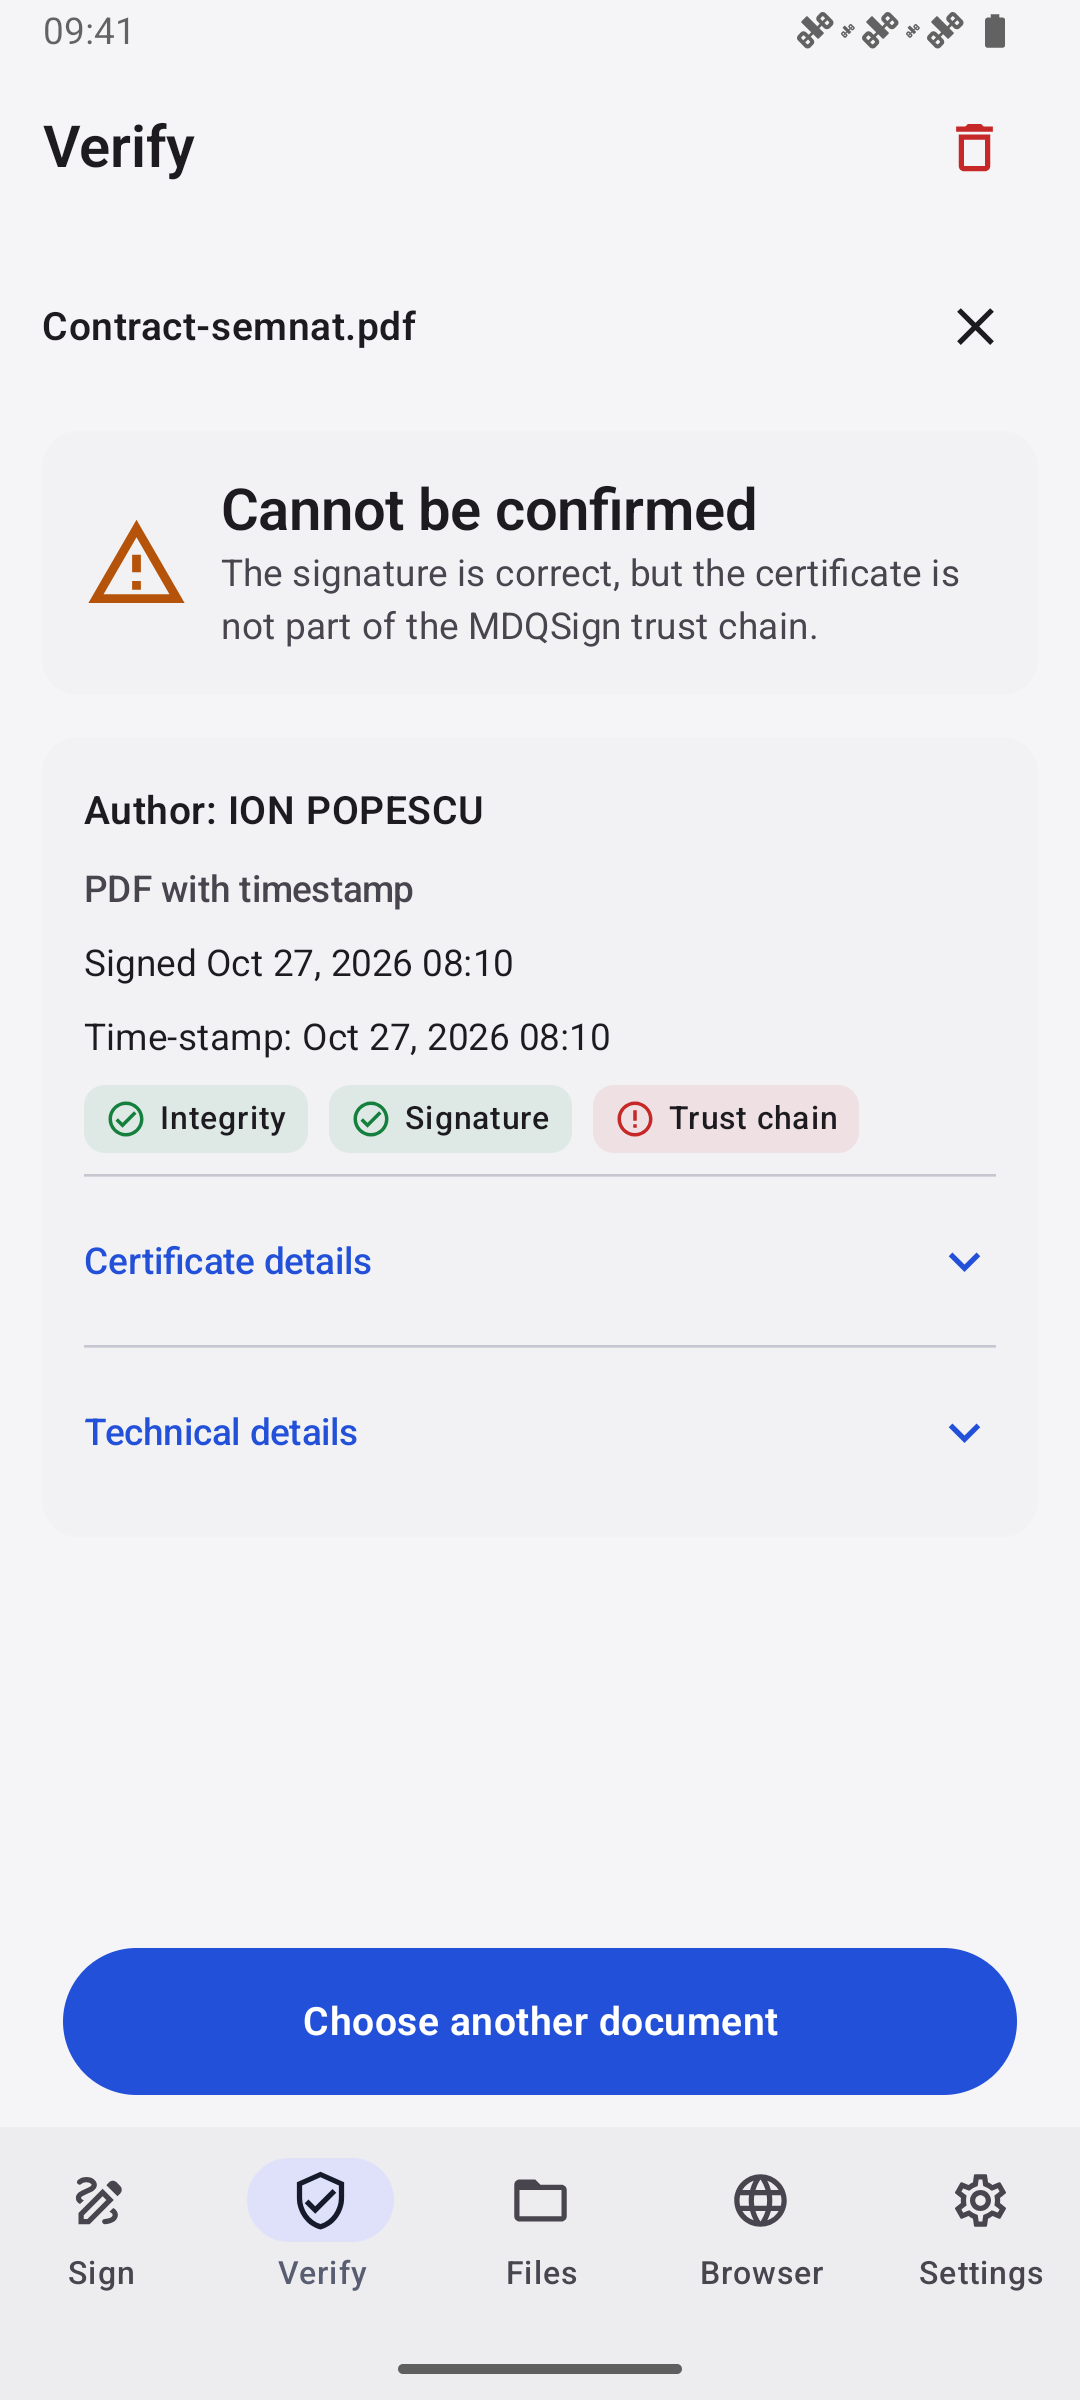 09:41
Verify
Contract-semnat.pdf
Cannot be confirmed
The signature is correct, but the certificate is
not part of the MDQSign trust chain.
Author: ION POPESCU
PDF with timestamp
Signed Oct 27, 2026 08:10
Time-stamp: Oct 27, 2026 08:10
Integrity
Signature
Trust chain
Certificate details
Technical details
Choose another document
Sign
Verify
Files
Browser
Settings